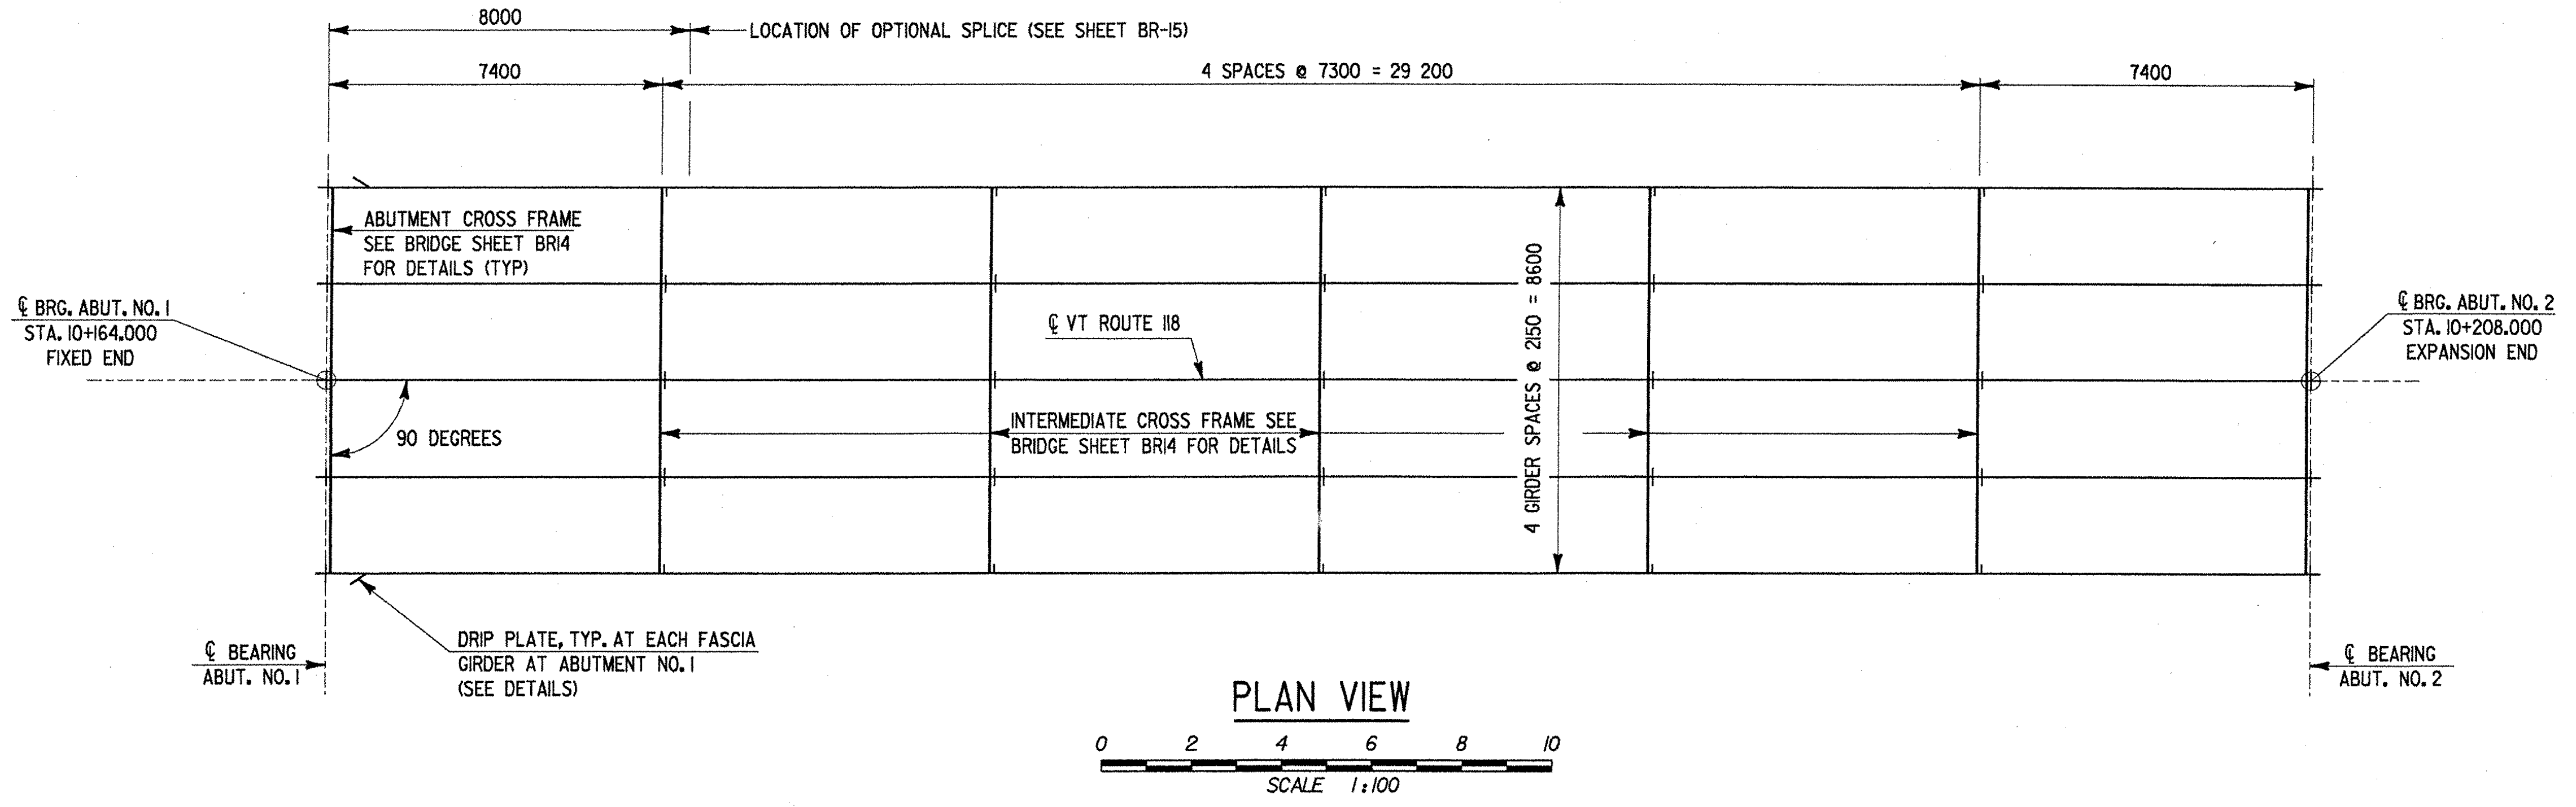 8000
LOCATION OF OPTIONAL SPLICE (SEE SHEET BR-15)
7400
4 SPACES @ 7300 = 29 200
7400
ABUTMENT CROSS FRAME
SEE BRIDGE SHEET BR14
FOR DETAILS (TYP)
℄ BRG. ABUT. NO. 1
STA. 10+164.000
FIXED END
℄ VT ROUTE 118
4 GIRDER SPACES @ 2150 = 8600
℄ BRG. ABUT. NO. 2
STA. 10+208.000
EXPANSION END
90 DEGREES
INTERMEDIATE CROSS FRAME SEE
BRIDGE SHEET BR14 FOR DETAILS
DRIP PLATE, TYP. AT EACH FASCIA
GIRDER AT ABUTMENT NO. 1
(SEE DETAILS)
℄ BEARING
ABUT. NO. 1
℄ BEARING
ABUT. NO. 2
PLAN VIEW
0 2 4 6 8 10
SCALE 1:100